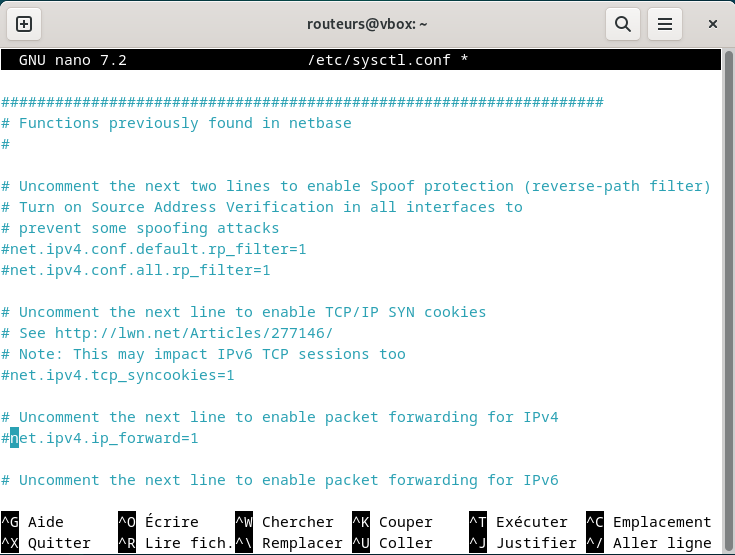 routeurs@vbox: ~
GNU nano 7.2 /etc/sysctl.conf *
###################################################################
# Functions previously found in netbase
#
# Uncomment the next two lines to enable Spoof protection (reverse-path filter)
# Turn on Source Address Verification in all interfaces to
# prevent some spoofing attacks
#net.ipv4.conf.default.rp_filter=1
#net.ipv4.conf.all.rp_filter=1
# Uncomment the next line to enable TCP/IP SYN cookies
# See http://lwn.net/Articles/277146/
# Note: This may impact IPv6 TCP sessions too
#net.ipv4.tcp_syncookies=1
# Uncomment the next line to enable packet forwarding for IPv4
#net.ipv4.ip_forward=1
# Uncomment the next line to enable packet forwarding for IPv6
^G Aide ^O Écrire ^W Chercher ^K Couper ^T Exécuter ^C Emplacement
^X Quitter ^R Lire fich. ^\ Remplacer ^U Coller ^J Justifier ^/ Aller ligne